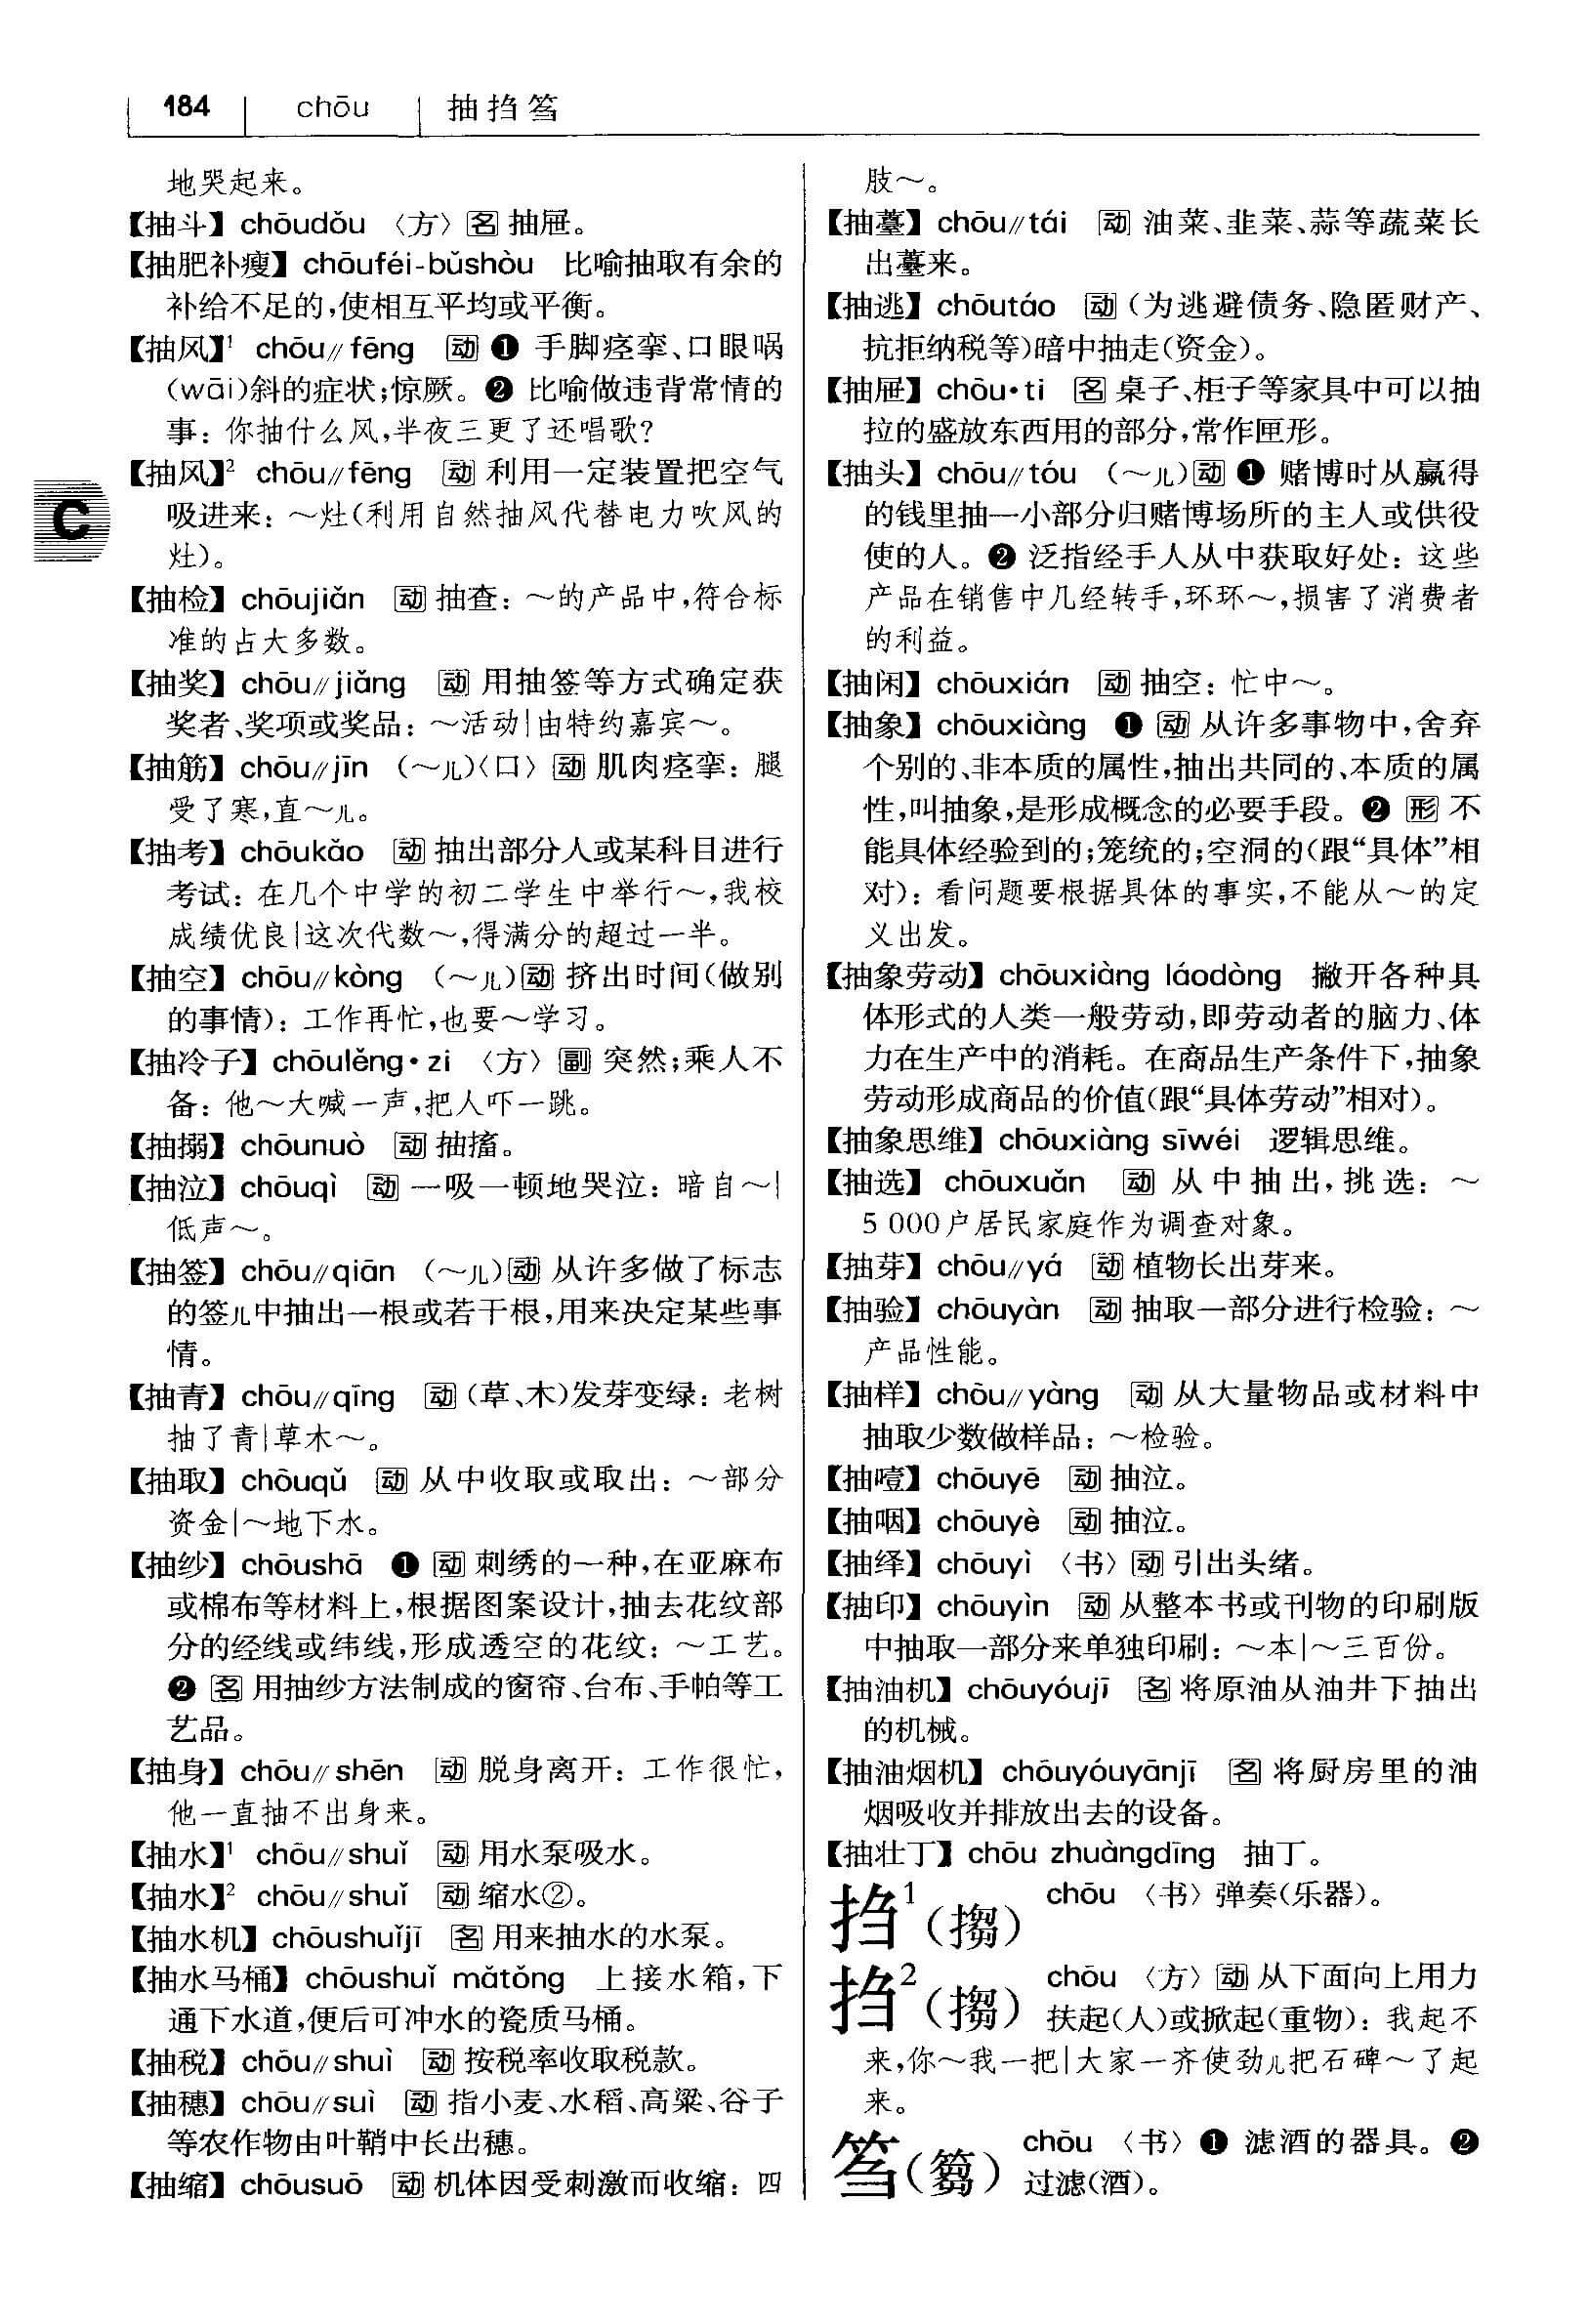 184 chōu 抽㧏筜
地哭起来。
【抽斗】chōudǒu 〈方〉名 抽屉。
【抽肥补瘦】chōuféi-bǔshòu 比喻抽取有余的
补给不足的,使相互平均或平衡。
【抽风】¹ chōu∥fēng 动 ❶ 手脚痉挛、口眼㖞
(wāi)斜的症状;惊厥。❷ 比喻做违背常情的
事：你抽什么风,半夜三更了还唱歌?
【抽风】² chōu∥fēng 动 利用一定装置把空气
吸进来：～灶(利用自然抽风代替电力吹风的
灶)。
【抽检】chōujiǎn 动 抽查：～的产品中,符合标
准的占大多数。
【抽奖】chōu∥jiǎng 动 用抽签等方式确定获
奖者、奖项或奖品：～活动|由特约嘉宾～。
【抽筋】chōu∥jīn (～儿)〈口〉动 肌肉痉挛：腿
受了寒,直～儿。
【抽考】chōukǎo 动 抽出部分人或某科目进行
考试：在几个中学的初二学生中举行～,我校
成绩优良|这次代数～,得满分的超过一半。
【抽空】chōu∥kòng (～儿)动 挤出时间(做别
的事情)：工作再忙,也要～学习。
【抽冷子】chōulěng·zi 〈方〉副 突然;乘人不
备：他～大喊一声,把人吓一跳。
【抽搦】chōunuò 动 抽搐。
【抽泣】chōuqì 动 一吸一顿地哭泣：暗自～|
低声～。
【抽签】chōu∥qiān (～儿)动 从许多做了标志
的签儿中抽出一根或若干根,用来决定某些事
情。
【抽青】chōu∥qīng 动 (草、木)发芽变绿：老树
抽了青|草木～。
【抽取】chōuqǔ 动 从中收取或取出：～部分
资金|～地下水。
【抽纱】chōushā ❶ 动 刺绣的一种,在亚麻布
或棉布等材料上,根据图案设计,抽去花纹部
分的经线或纬线,形成透空的花纹：～工艺。
❷ 名 用抽纱方法制成的窗帘、台布、手帕等工
艺品。
【抽身】chōu∥shēn 动 脱身离开：工作很忙,
他一直抽不出身来。
【抽水】¹ chōu∥shuǐ 动 用水泵吸水。
【抽水】² chōu∥shuǐ 动 缩水②。
【抽水机】chōushuǐjī 名 用来抽水的水泵。
【抽水马桶】chōushuǐ mǎtǒng 上接水箱,下
通下水道,便后可冲水的瓷质马桶。
【抽税】chōu∥shuì 动 按税率收取税款。
【抽穗】chōu∥suì 动 指小麦、水稻、高粱、谷子
等农作物由叶鞘中长出穗。
【抽缩】chōusuō 动 机体因受刺激而收缩：四
肢～。
【抽薹】chōu∥tái 动 油菜、韭菜、蒜等蔬菜长
出薹来。
【抽逃】chōutáo 动 (为逃避债务、隐匿财产、
抗拒纳税等)暗中抽走(资金)。
【抽屉】chōu·ti 名 桌子、柜子等家具中可以抽
拉的盛放东西用的部分,常作匣形。
【抽头】chōu∥tóu (～儿)动 ❶ 赌博时从赢得
的钱里抽一小部分归赌博场所的主人或供役
使的人。❷ 泛指经手人从中获取好处：这些
产品在销售中几经转手,环环～,损害了消费者
的利益。
【抽闲】chōuxián 动 抽空：忙中～。
【抽象】chōuxiàng ❶ 动 从许多事物中,舍弃
个别的、非本质的属性,抽出共同的、本质的属
性,叫抽象,是形成概念的必要手段。❷ 形 不
能具体经验到的;笼统的;空洞的(跟“具体”相
对)：看问题要根据具体的事实,不能从～的定
义出发。
【抽象劳动】chōuxiàng láodòng 撇开各种具
体形式的人类一般劳动,即劳动者的脑力、体
力在生产中的消耗。在商品生产条件下,抽象
劳动形成商品的价值(跟“具体劳动”相对)。
【抽象思维】chōuxiàng sīwéi 逻辑思维。
【抽选】chōuxuǎn 动 从中抽出,挑选：～
5 000户居民家庭作为调查对象。
【抽芽】chōu∥yá 动 植物长出芽来。
【抽验】chōuyàn 动 抽取一部分进行检验：～
产品性能。
【抽样】chōu∥yàng 动 从大量物品或材料中
抽取少数做样品：～检验。
【抽噎】chōuyē 动 抽泣。
【抽咽】chōuyè 动 抽泣。
【抽绎】chōuyì 〈书〉动 引出头绪。
【抽印】chōuyìn 动 从整本书或刊物的印刷版
中抽取一部分来单独印刷：～本|～三百份。
【抽油机】chōuyóujī 名 将原油从油井下抽出
的机械。
【抽油烟机】chōuyóuyānjī 名 将厨房里的油
烟吸收并排放出去的设备。
【抽壮丁】chōu zhuàngdīng 抽丁。
㧏¹(搊) chōu 〈书〉弹奏(乐器)。
㧏²(搊) chōu 〈方〉动 从下面向上用力
扶起(人)或掀起(重物)：我起不
来,你～我一把|大家一齐使劲儿把石碑～了起
来。
(篘) chōu 〈书〉❶ 滤酒的器具。❷
过滤(酒)。
C